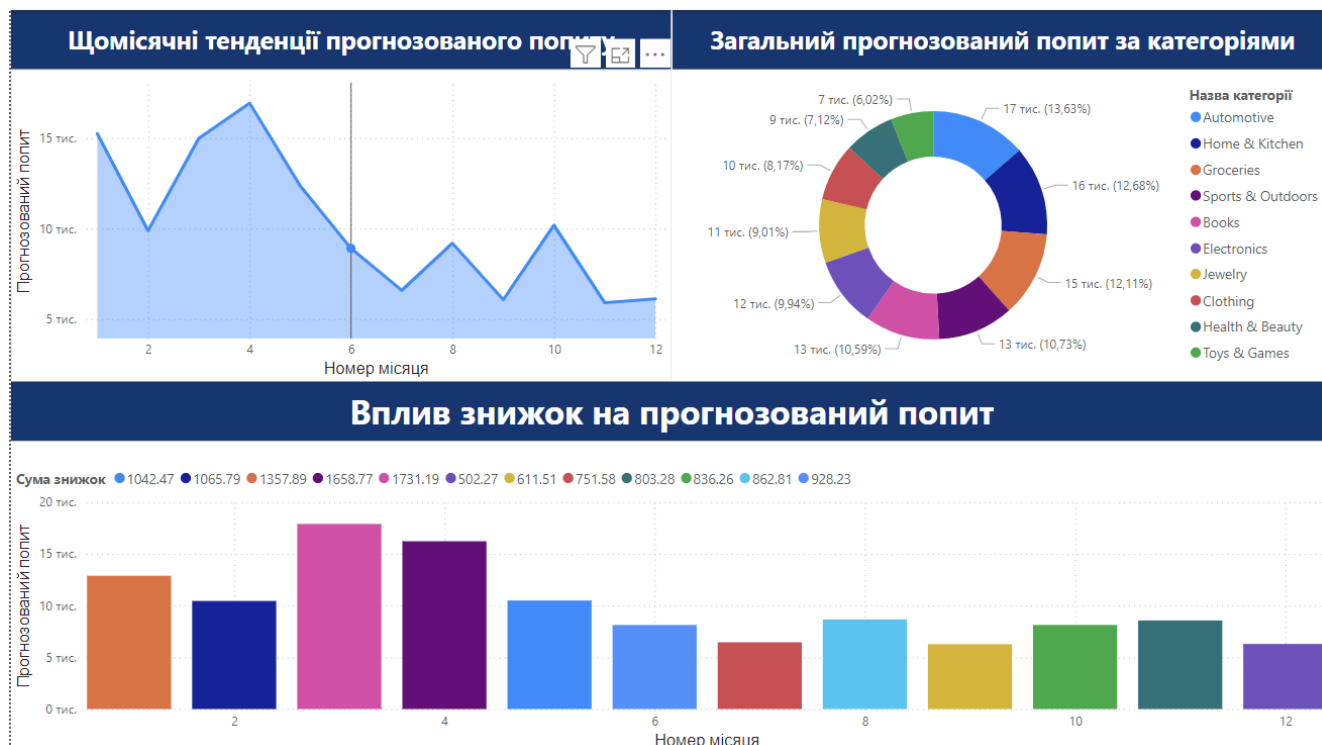 Щомісячні тенденції прогнозованого попиту
Прогнозований попит
15 тис.
10 тис.
5 тис.
2 4 6 8 10 12
Номер місяця
Загальний прогнозований попит за категоріями
7 тис. (6,02%)
17 тис. (13,63%)
9 тис. (7,12%)
10 тис. (8,17%)
16 тис. (12,68%)
11 тис. (9,01%)
15 тис. (12,11%)
12 тис. (9,94%)
13 тис. (10,59%)
13 тис. (10,73%)
Назва категорії
Automotive
Home & Kitchen
Groceries
Sports & Outdoors
Books
Electronics
Jewelry
Clothing
Health & Beauty
Toys & Games
Вплив знижок на прогнозований попит
Сума знижок 1042.47 1065.79 1357.89 1658.77 1731.19 502.27 611.51 751.58 803.28 836.26 862.81 928.23
Прогнозований попит
20 тис.
15 тис.
10 тис.
5 тис.
0 тис.
2 4 6 8 10 12
Номер місяця